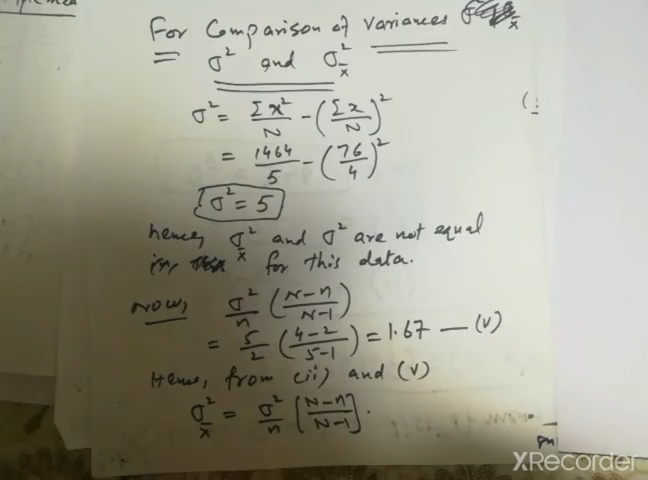 For Comparison of Variances
σ² and σ²x̄
σ² = Σx²/N - (Σx/N)²
= 1464/5 - (76/4)²
σ² = 5
hence, σ²x̄ and σ² are not equal
for this data.
Now, σ²/n (N-n/N-1)
= 5/2 (4-2/5-1) = 1.67 — (v)
Hence, from (ii) and (v)
σ²x̄ = σ²/n [N-n/N-1].
XRecorder